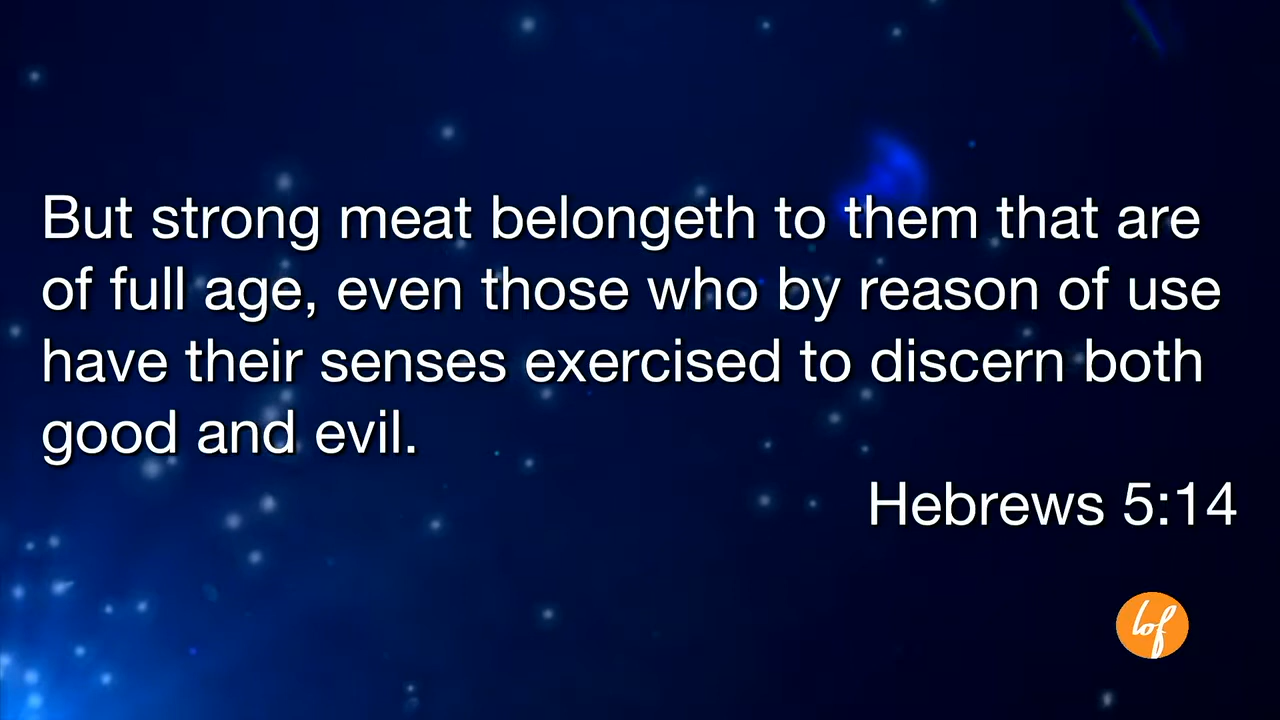 But strong meat belongeth to them that are
of full age, even those who by reason of use
have their senses exercised to discern both
good and evil.
Hebrews 5:14
lof